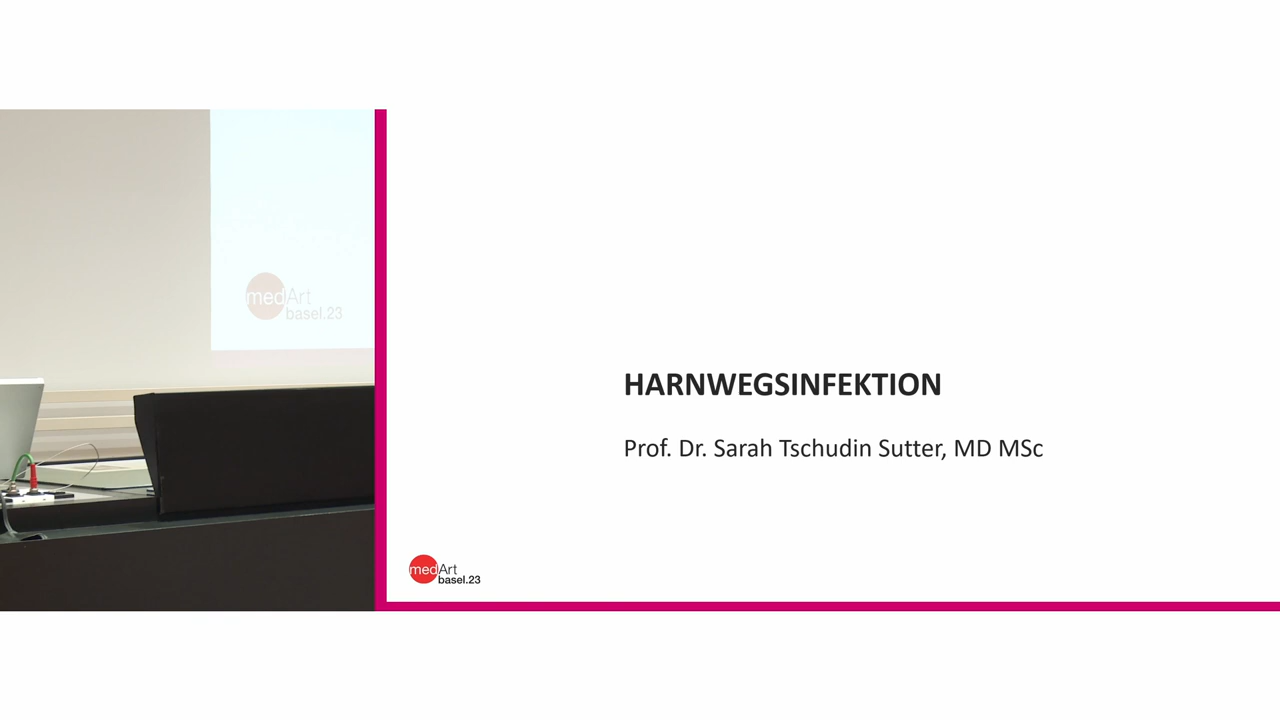 medArt
basel.23
HARNWEGSINFEKTION
Prof. Dr. Sarah Tschudin Sutter, MD MSc
medArt
basel.23